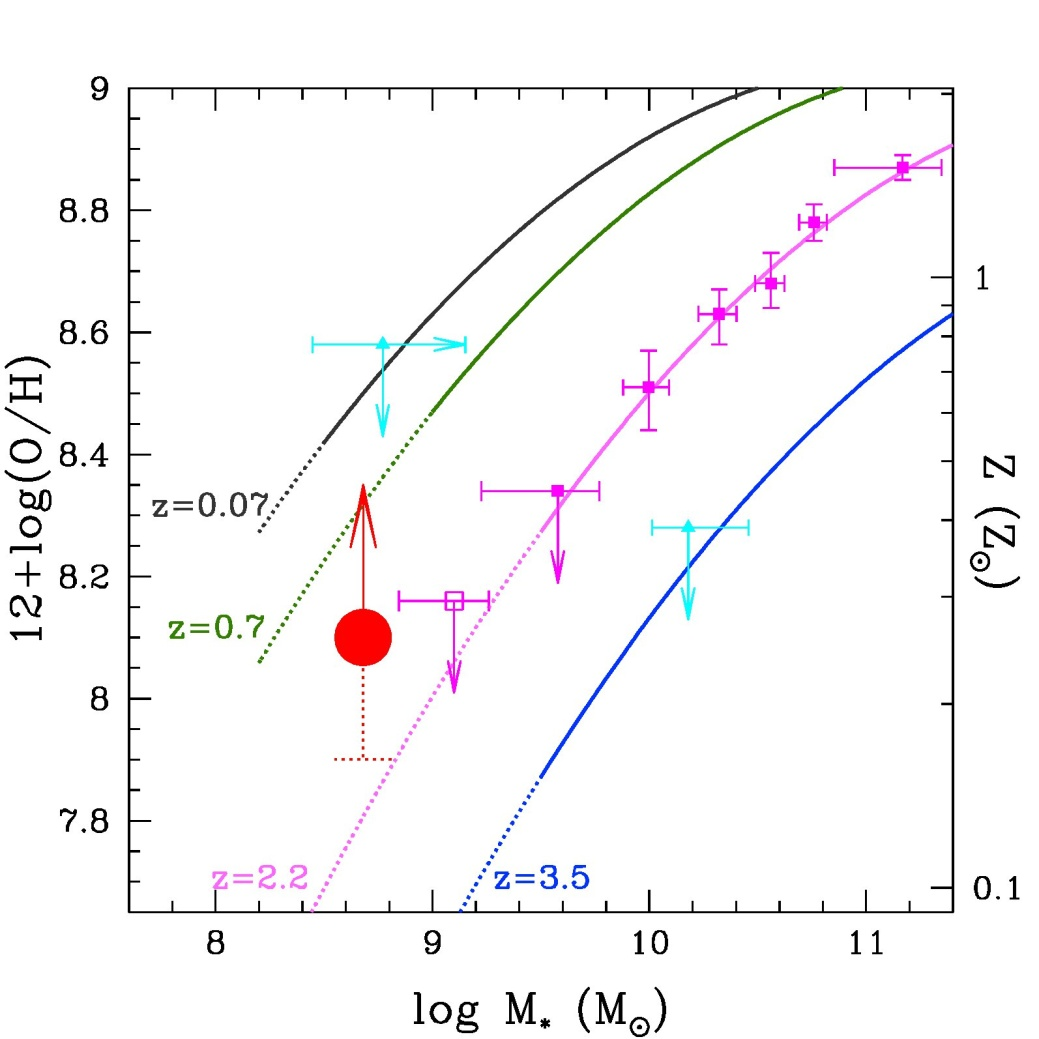 9
8.8
8.6
8.4
8.2
8
7.8
12+log(O/H)
z=0.07
z=0.7
z=2.2
z=3.5
1
0.1
Z (Z⊙)
8
9
10
11
log M* (M⊙)